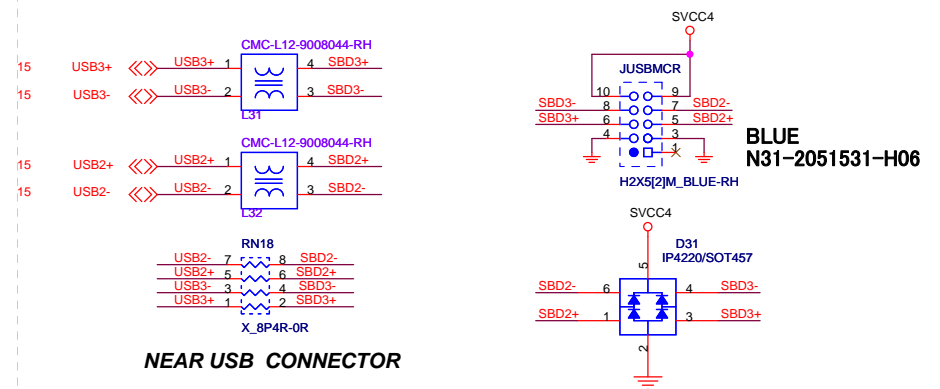 CMC-L12-9008044-RH
15 USB3+ USB3+ 1 4 SBD3+
15 USB3- USB3- 2 3 SBD3-
L31
CMC-L12-9008044-RH
15 USB2+ USB2+ 1 4 SBD2+
15 USB2- USB2- 2 3 SBD2-
L32
RN18
USB2- 7 8 SBD2-
USB2+ 5 6 SBD2+
USB3- 3 4 SBD3-
USB3+ 1 2 SBD3+
X_8P4R-0R
NEAR USB CONNECTOR
SVCC4
JUSBMCR
10 9
SBD3- 8 7 SBD2-
SBD3+ 6 5 SBD2+
4 3
1
H2X5[2]M_BLUE-RH
BLUE
N31-2051531-H06
SVCC4
D31
IP4220/SOT457
5
SBD2- 6 4 SBD3-
SBD2+ 1 3 SBD3+
2